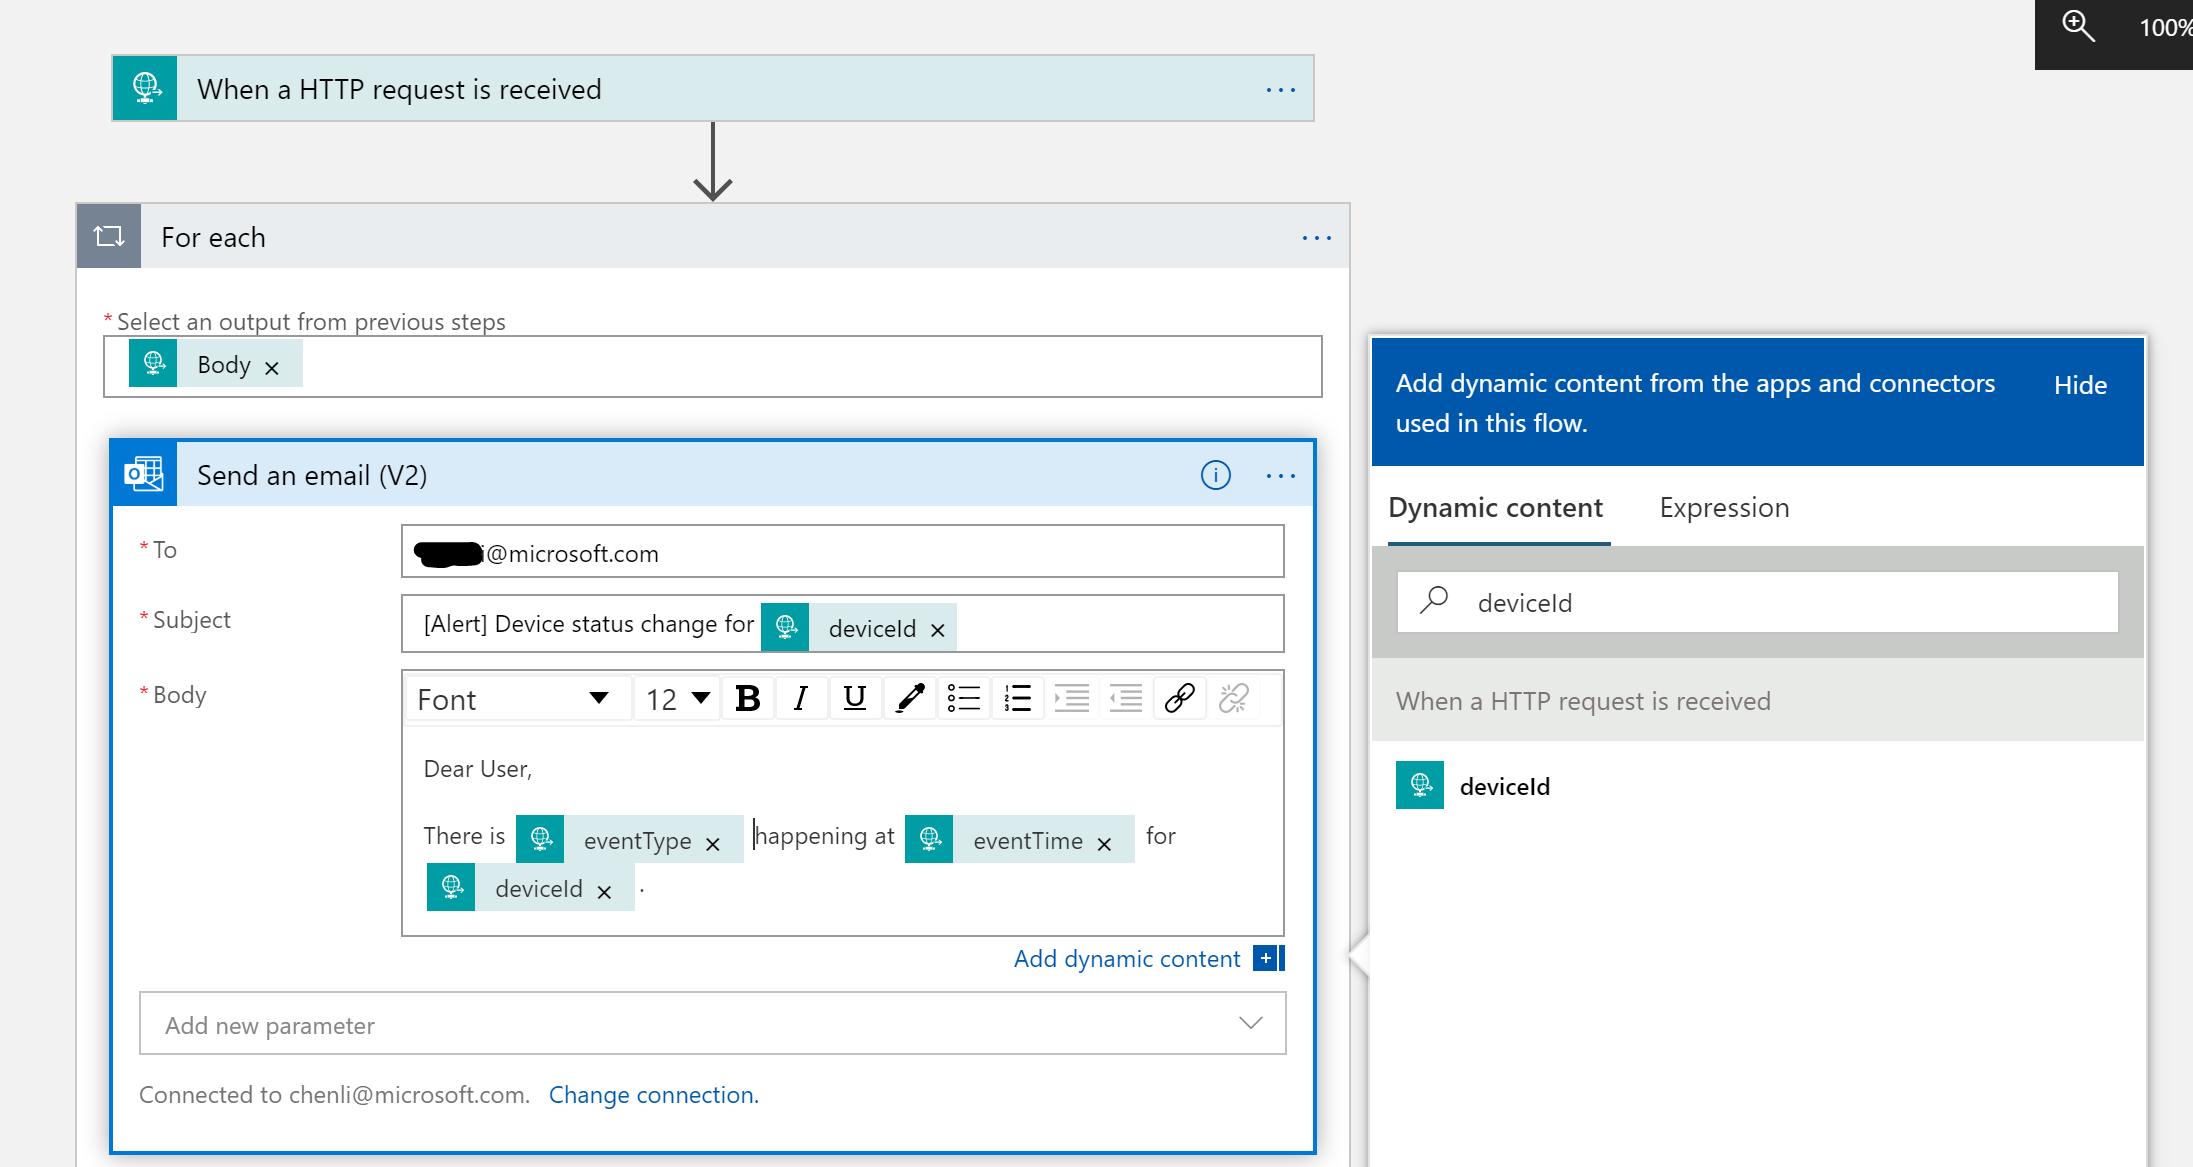 100%
When a HTTP request is received
For each
* Select an output from previous steps
Body ×
Send an email (V2)
* To
i@microsoft.com
* Subject
[Alert] Device status change for deviceId ×
* Body
Font 12 B I U
Dear User,
There is eventType × happening at eventTime × for
deviceId × .
Add dynamic content
Add new parameter
Connected to chenli@microsoft.com. Change connection.
Add dynamic content from the apps and connectors
used in this flow.
Hide
Dynamic content Expression
deviceId
When a HTTP request is received
deviceId